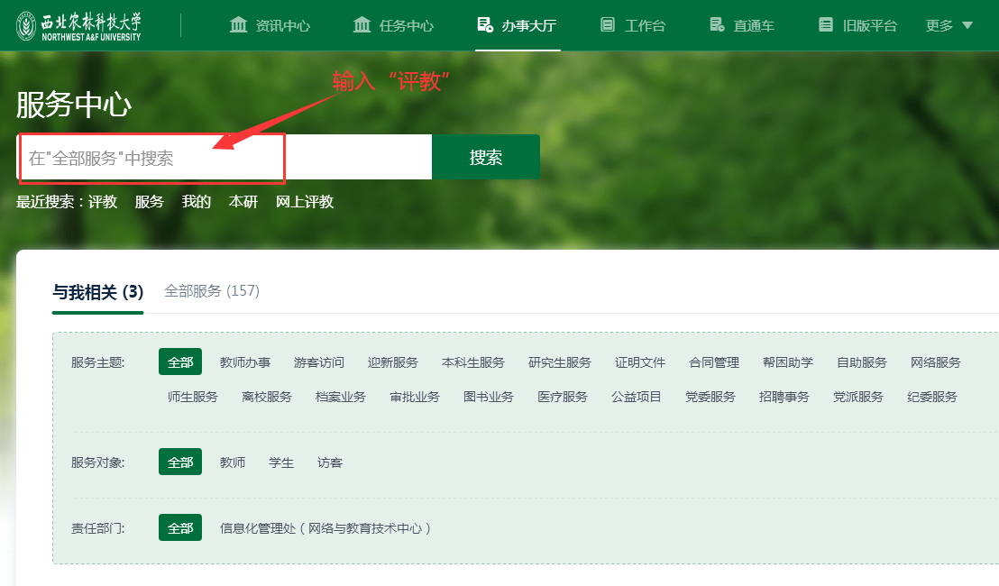 西北农林科技大学
NORTHWEST A&F UNIVERSITY
资讯中心 任务中心 办事大厅 工作台 直通车 旧版平台 更多
输入“评教”
服务中心
在"全部服务"中搜索 搜索
最近搜索：评教 服务 我的 本研 网上评教
与我相关 (3) 全部服务 (157)
服务主题: 全部 教师办事 游客访问 迎新服务 本科生服务 研究生服务 证明文件 合同管理 帮困助学 自助服务 网络服务
师生服务 离校服务 档案业务 审批业务 图书业务 医疗服务 公益项目 党委服务 招聘事务 党派服务 纪委服务
服务对象: 全部 教师 学生 访客
责任部门: 全部 信息化管理处（网络与教育技术中心）